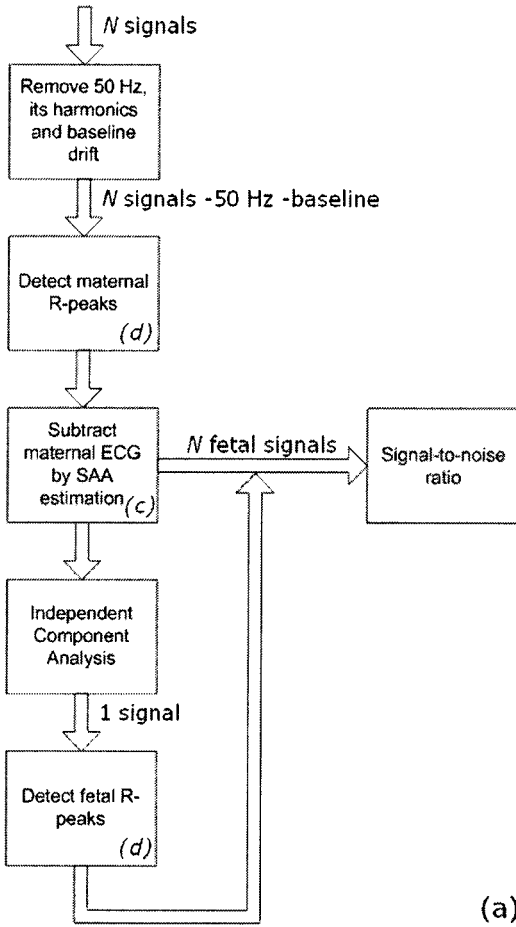 N signals
Remove 50 Hz,
its harmonics
and baseline
drift
N signals -50 Hz -baseline
Detect maternal
R-peaks
(d)
Subtract
maternal ECG
by SAA
estimation
(c)
N fetal signals
Signal-to-noise
ratio
Independent
Component
Analysis
1 signal
Detect fetal R-
peaks
(d)
(a)